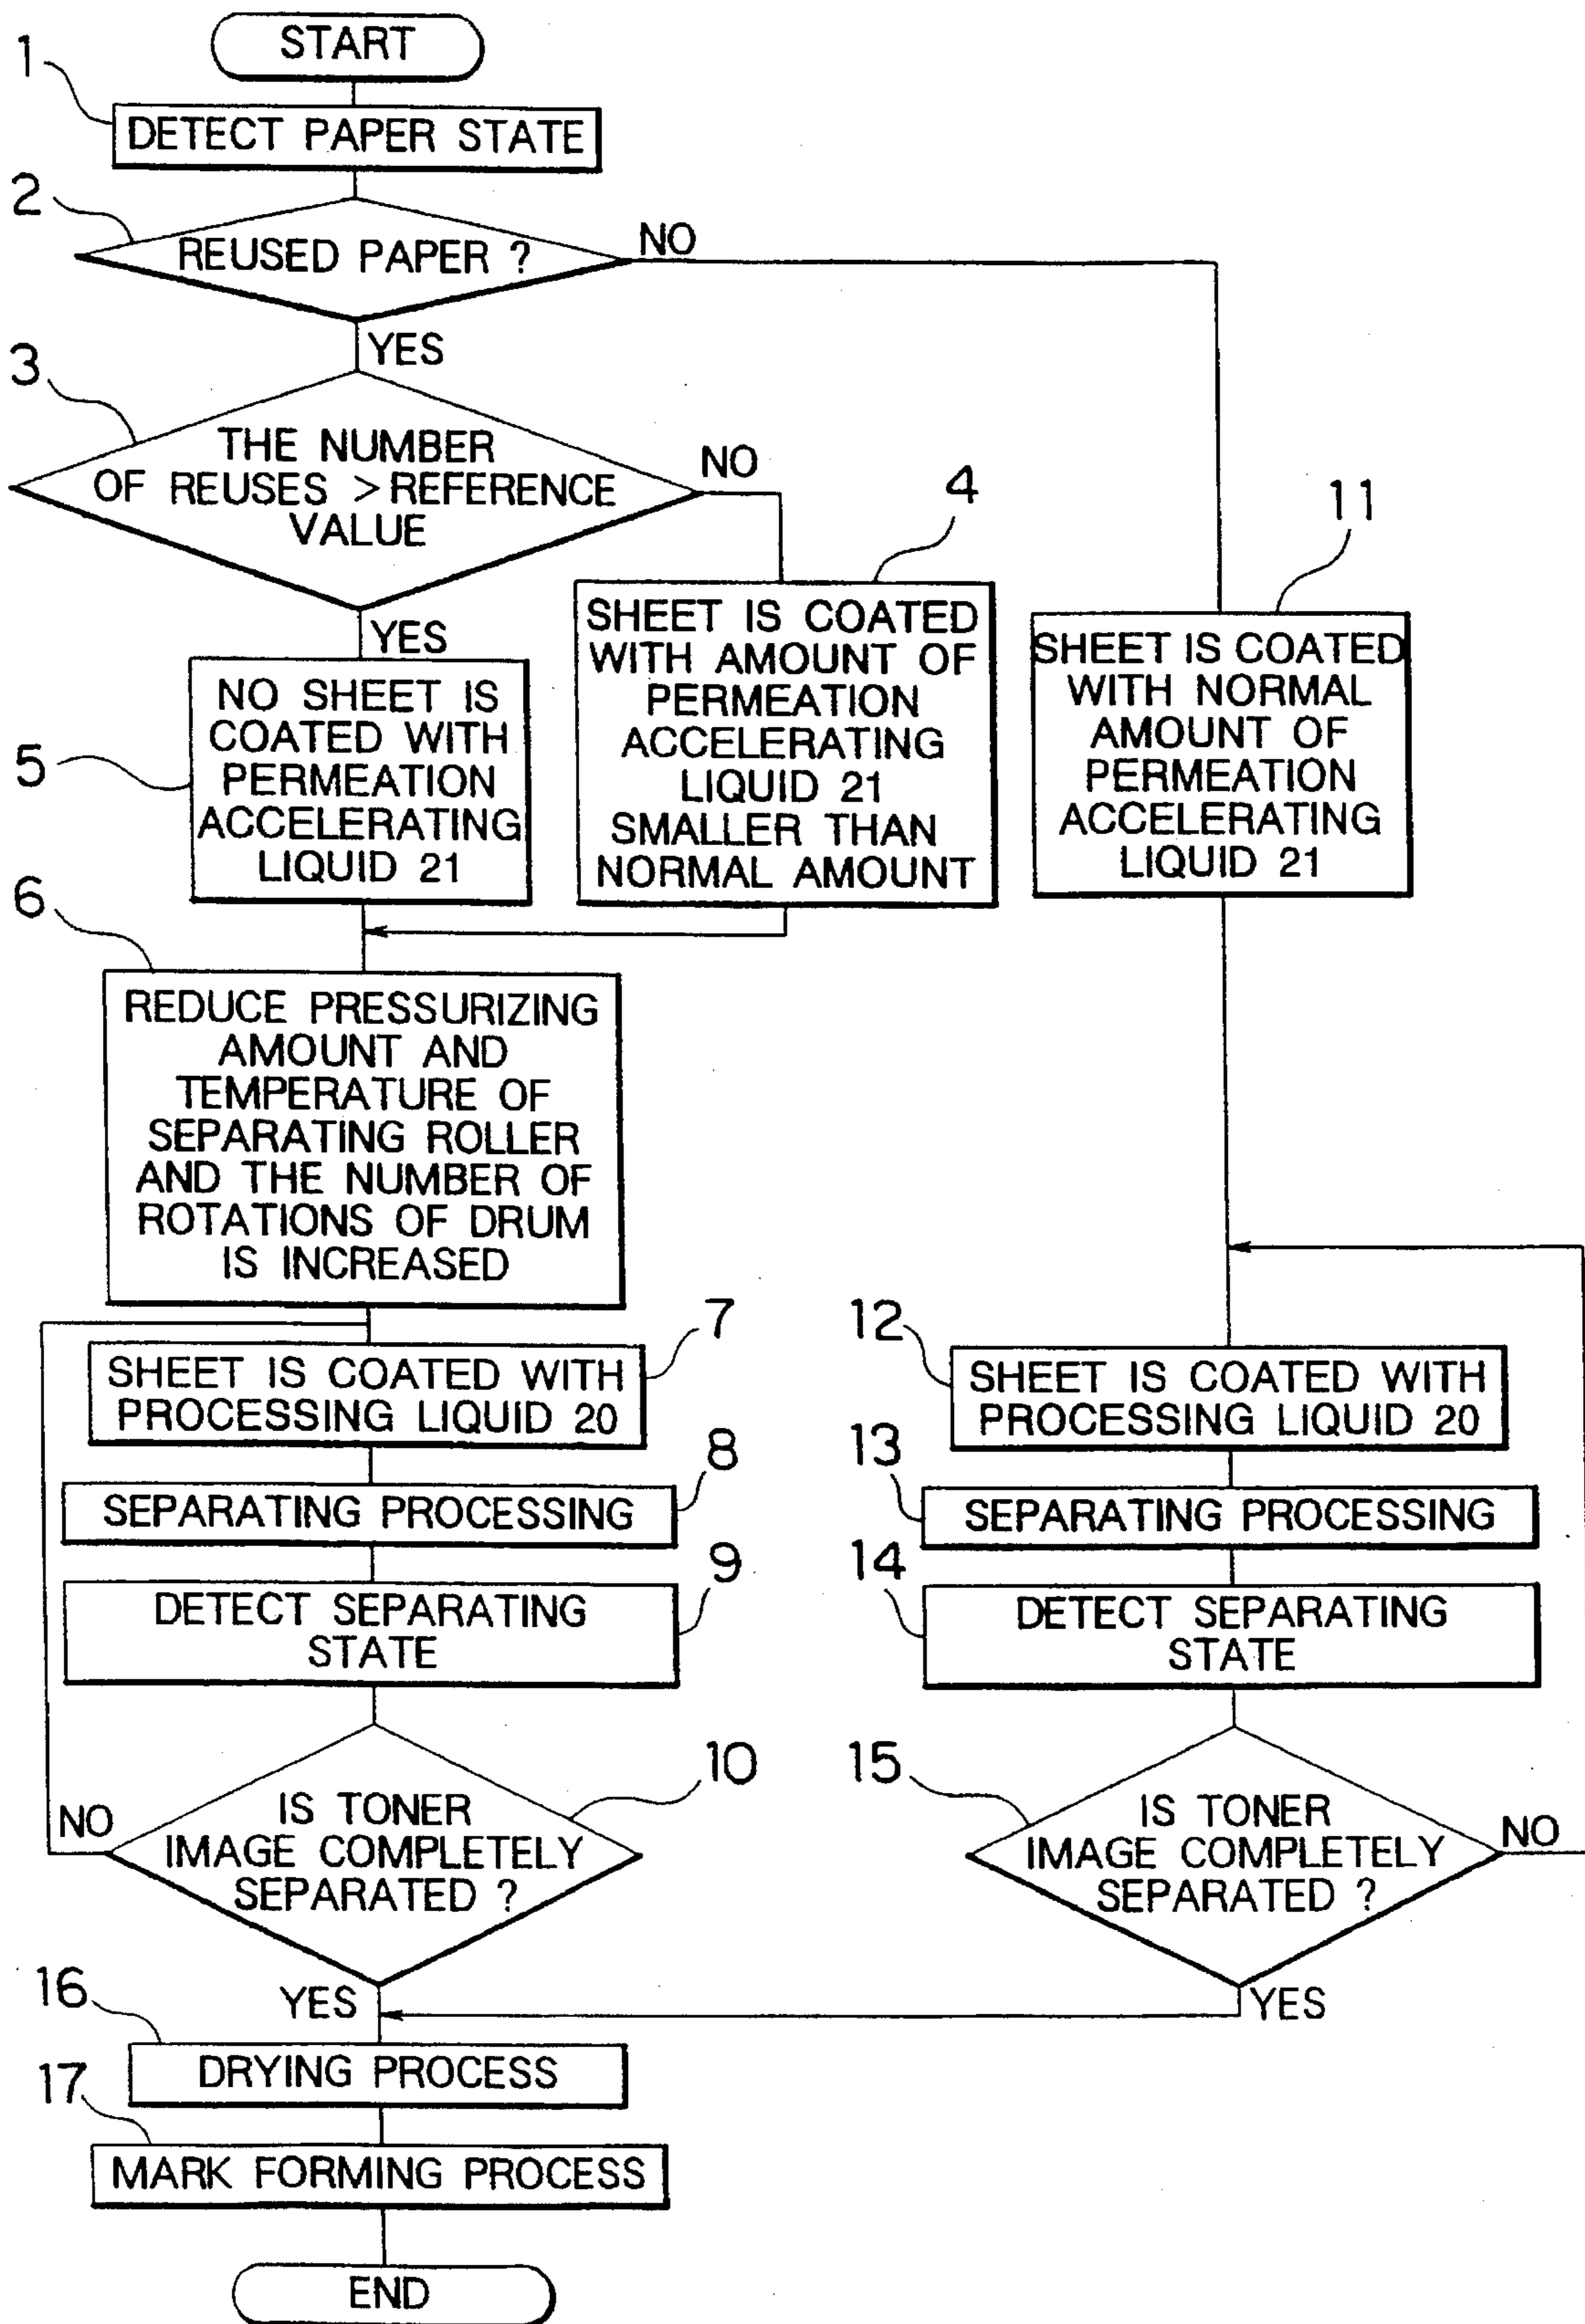 START
1
DETECT PAPER STATE
2
REUSED PAPER ?
NO
YES
3
THE NUMBER
OF REUSES > REFERENCE
VALUE
NO
YES
4
SHEET IS COATED
WITH AMOUNT OF
PERMEATION
ACCELERATING
LIQUID 21
SMALLER THAN
NORMAL AMOUNT
11
SHEET IS COATED
WITH NORMAL
AMOUNT OF
PERMEATION
ACCELERATING
LIQUID 21
5
NO SHEET IS
COATED WITH
PERMEATION
ACCELERATING
LIQUID 21
6
REDUCE PRESSURIZING
AMOUNT AND
TEMPERATURE OF
SEPARATING ROLLER
AND THE NUMBER OF
ROTATIONS OF DRUM
IS INCREASED
7
SHEET IS COATED WITH
PROCESSING LIQUID 20
8
SEPARATING PROCESSING
9
DETECT SEPARATING
STATE
10
IS TONER
IMAGE COMPLETELY
SEPARATED ?
NO
YES
12
SHEET IS COATED WITH
PROCESSING LIQUID 20
13
SEPARATING PROCESSING
14
DETECT SEPARATING
STATE
15
IS TONER
IMAGE COMPLETELY
SEPARATED ?
NO
YES
16
DRYING PROCESS
17
MARK FORMING PROCESS
END